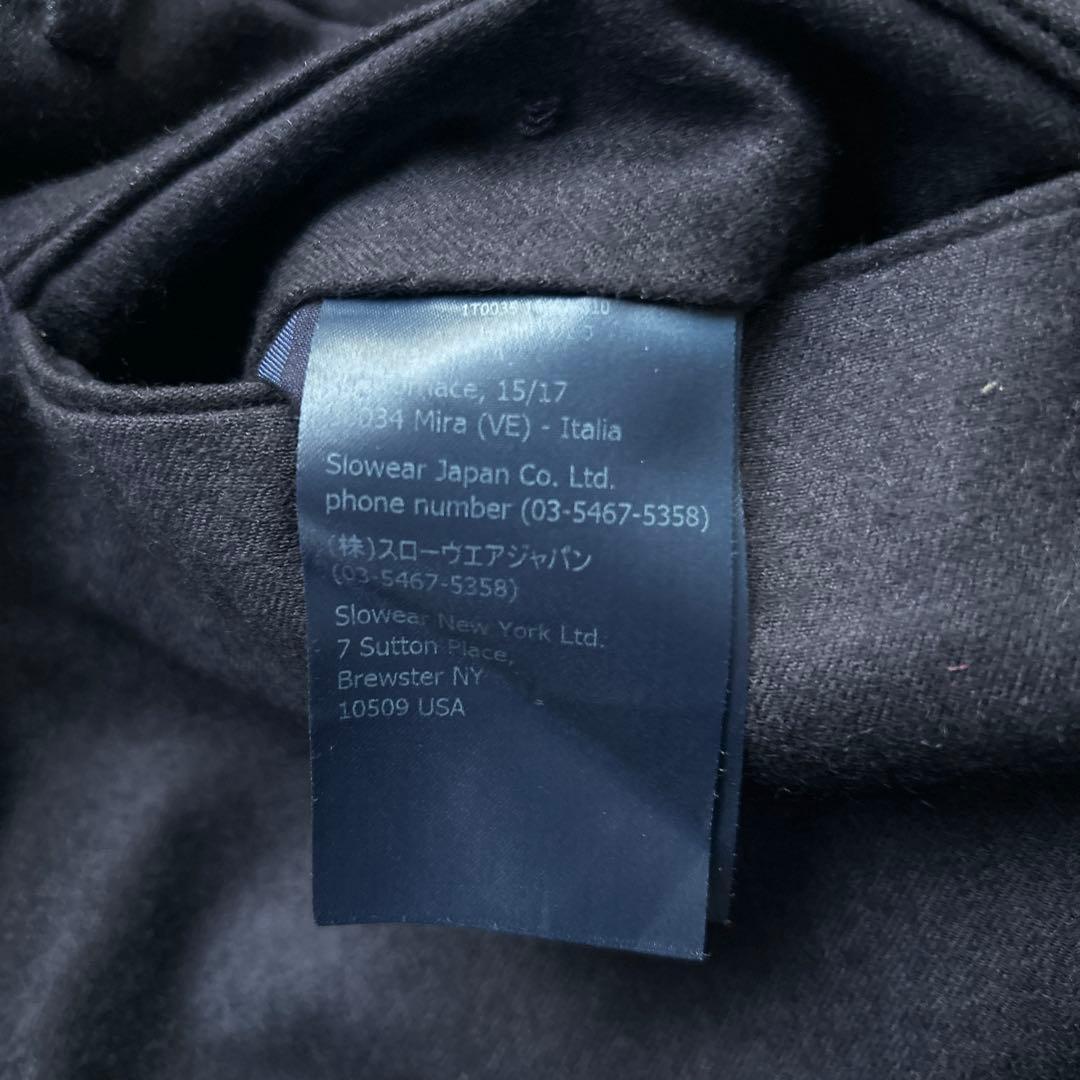 1T0035
15/17
Mira (VE) - Italia
Slowear Japan Co. Ltd.
phone number (03-5467-5358)
(株)スローウエアジャパン
(03-5467-5358)
Slowear New York Ltd.
7 Sutton Place,
Brewster NY
10509 USA